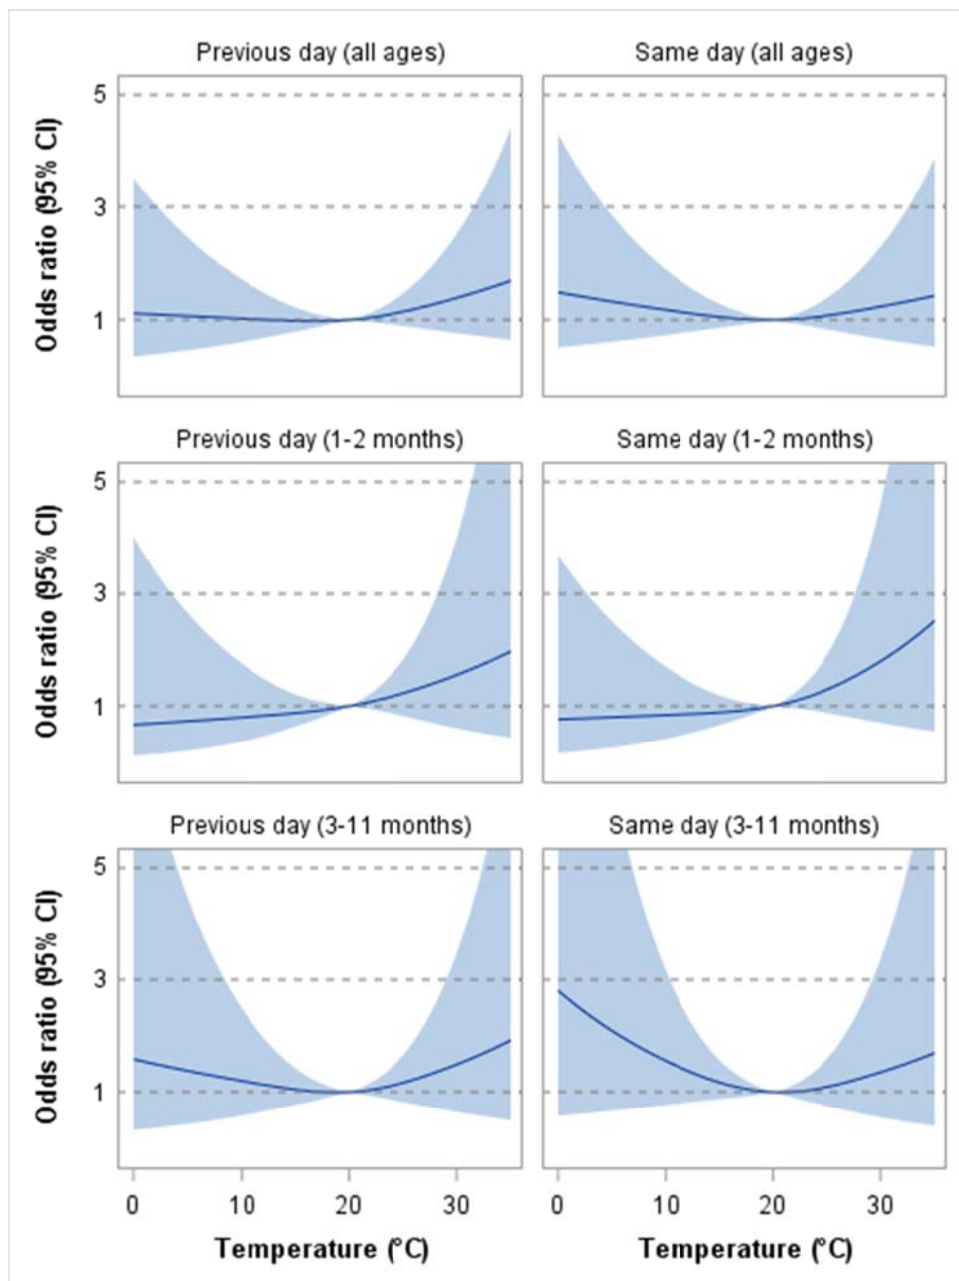 Previous day (all ages)
Same day (all ages)
Odds ratio (95% CI)
5
3
1
Previous day (1-2 months)
Same day (1-2 months)
Odds ratio (95% CI)
5
3
1
Previous day (3-11 months)
Same day (3-11 months)
Odds ratio (95% CI)
5
3
1
0 10 20 30
0 10 20 30
Temperature (°C)
Temperature (°C)